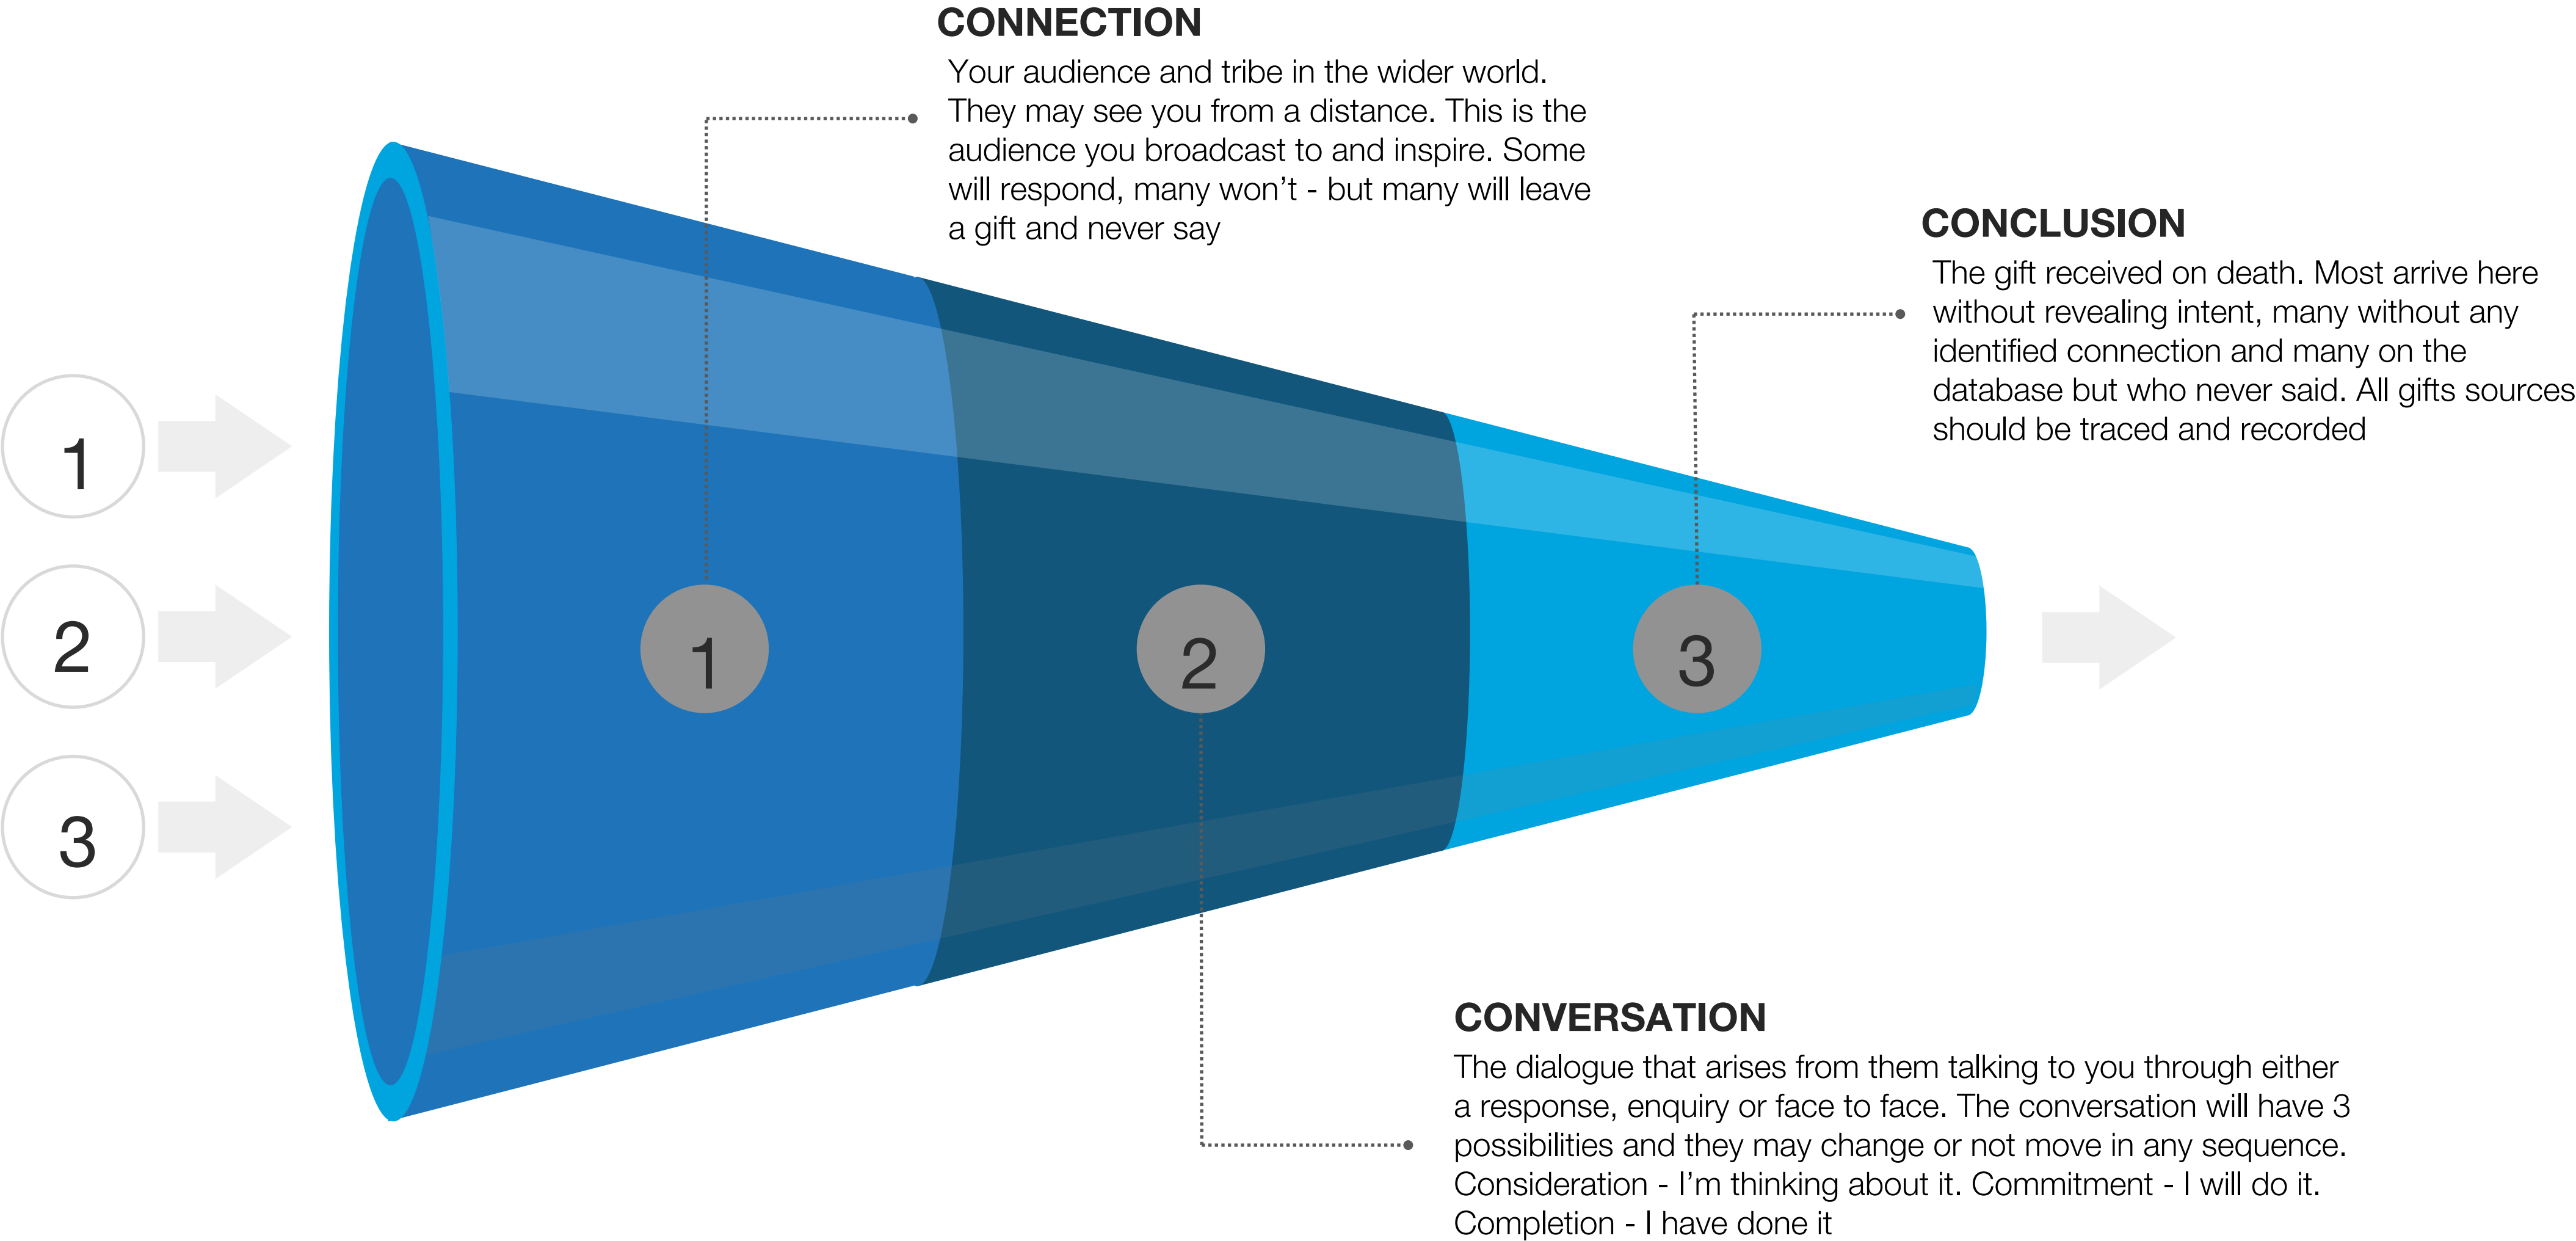 CONNECTION
Your audience and tribe in the wider world.
They may see you from a distance. This is the
audience you broadcast to and inspire. Some
will respond, many won’t - but many will leave
a gift and never say
CONCLUSION
The gift received on death. Most arrive here
without revealing intent, many without any
identified connection and many on the
database but who never said. All gifts sources
should be traced and recorded
1
2
3
1
2
3
CONVERSATION
The dialogue that arises from them talking to you through either
a response, enquiry or face to face. The conversation will have 3
possibilities and they may change or not move in any sequence.
Consideration - I’m thinking about it. Commitment - I will do it.
Completion - I have done it